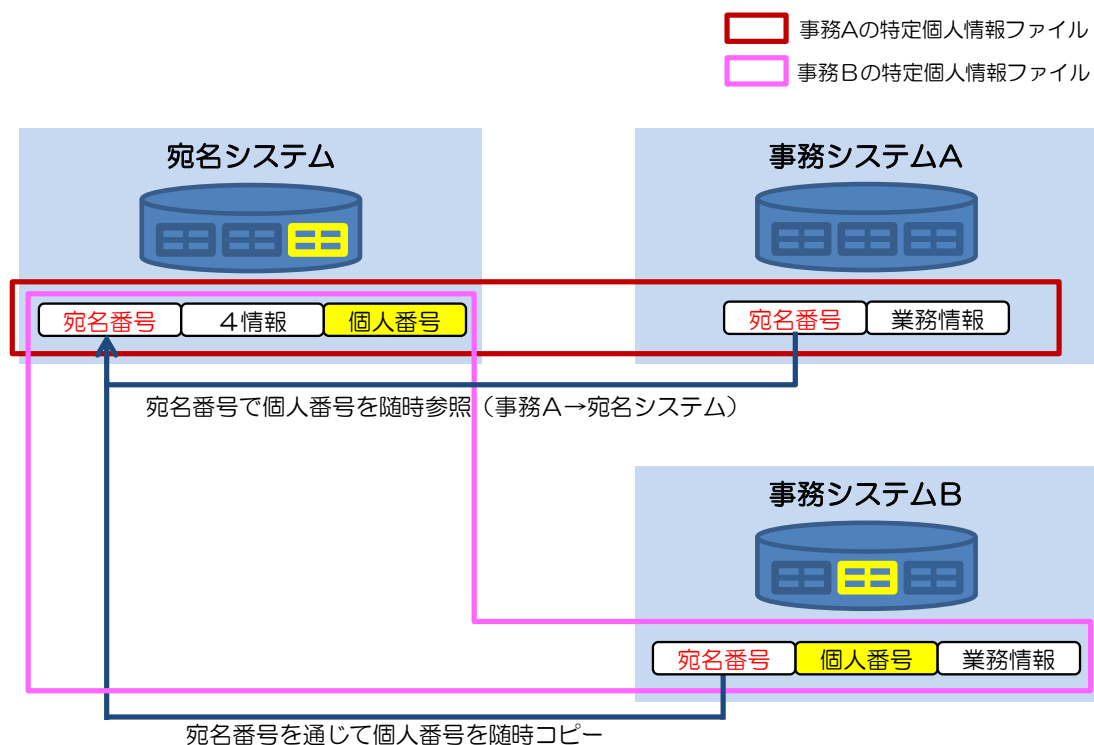 事務Aの特定個人情報ファイル
事務Bの特定個人情報ファイル
宛名システム
事務システムA
宛名番号 4情報 個人番号
宛名番号 業務情報
宛名番号で個人番号を随時参照（事務A→宛名システム）
事務システムB
宛名番号 個人番号 業務情報
宛名番号を通じて個人番号を随時コピー